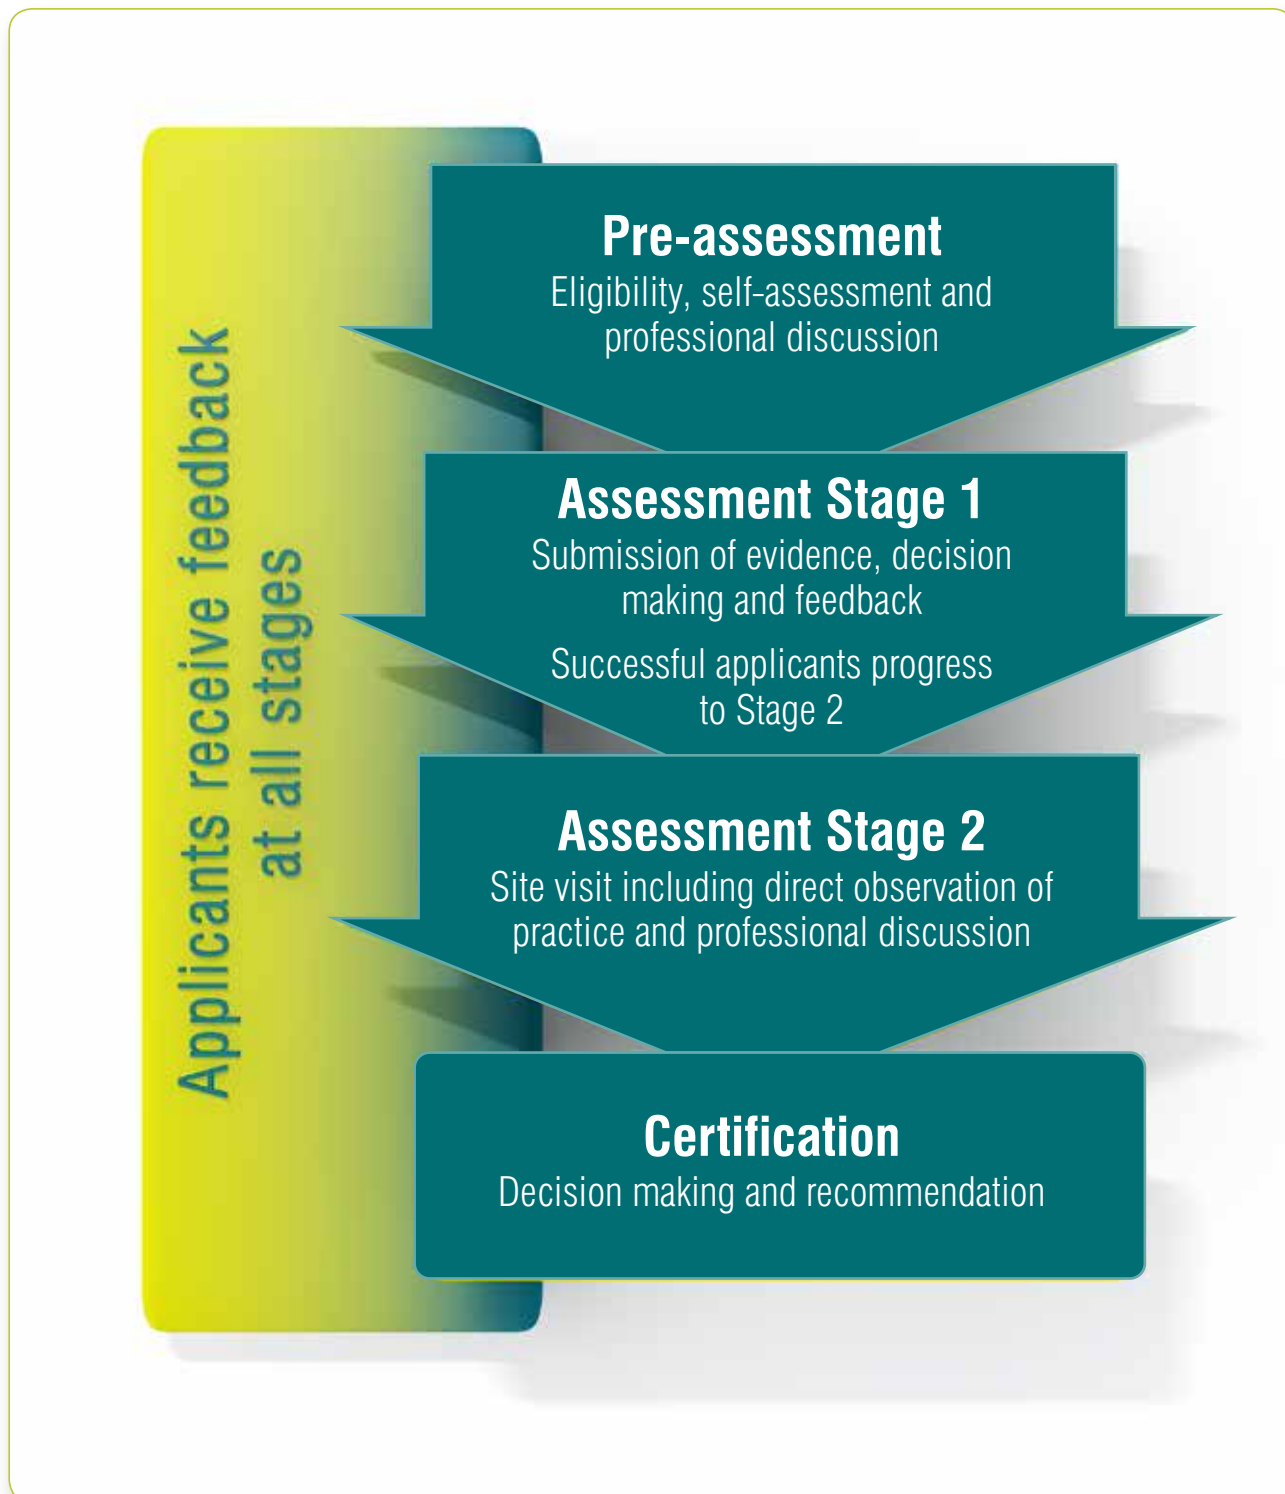 Applicants receive feedback
at all stages
Pre-assessment
Eligibility, self-assessment and
professional discussion
Assessment Stage 1
Submission of evidence, decision
making and feedback
Successful applicants progress
to Stage 2
Assessment Stage 2
Site visit including direct observation of
practice and professional discussion
Certification
Decision making and recommendation